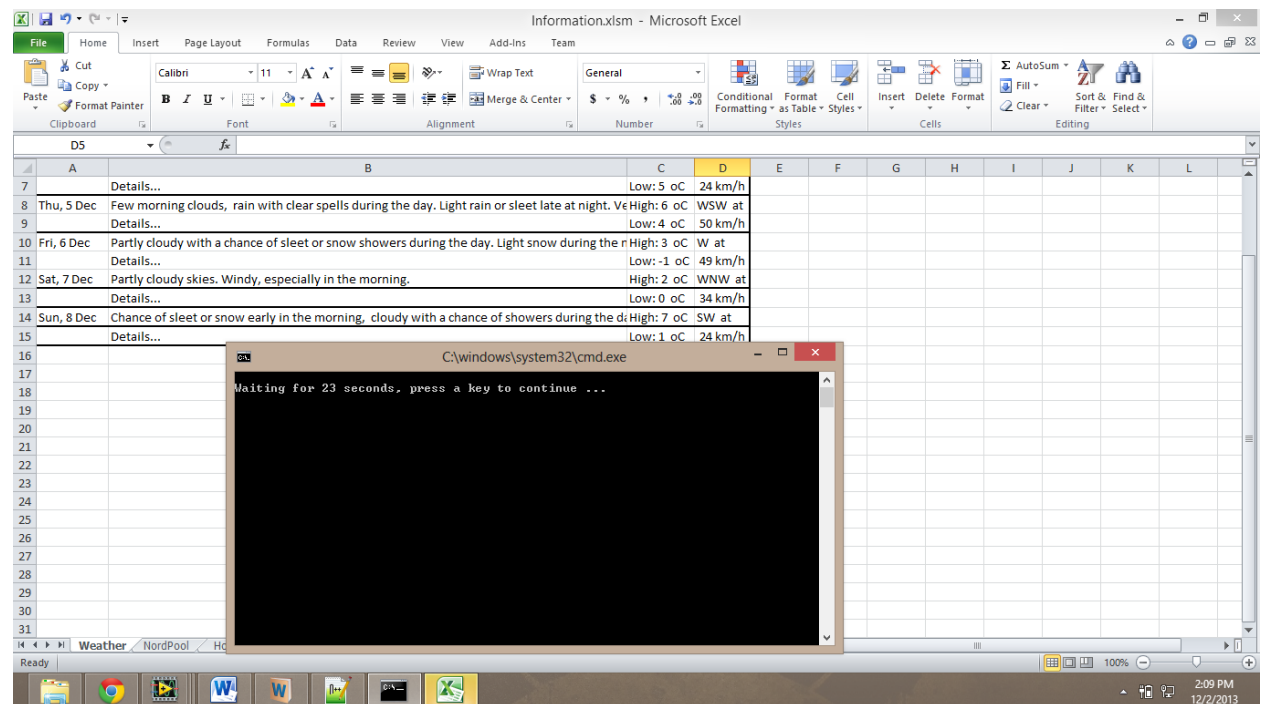 Information.xlsm - Microsoft Excel
File Home Insert Page Layout Formulas Data Review View Add-Ins Team
Cut
Copy
Format Painter
Paste
Clipboard
Calibri 11
B I U
Font
Wrap Text
Merge & Center
Alignment
General
$ % , .0 .00 .00 .0
Number
Conditional Formatting Format as Table Cell Styles
Styles
Insert Delete Format
Cells
Σ AutoSum
Fill
Clear
Sort & Filter Find & Select
Editing
D5 fx
A B C D E F G H I J K L
7 Details... Low: 5 oC 24 km/h
8 Thu, 5 Dec Few morning clouds, rain with clear spells during the day. Light rain or sleet late at night. Ve High: 6 oC WSW at
9 Details... Low: 4 oC 50 km/h
10 Fri, 6 Dec Partly cloudy with a chance of sleet or snow showers during the day. Light snow during the High: 3 oC W at
11 Details... Low: -1 oC 49 km/h
12 Sat, 7 Dec Partly cloudy skies. Windy, especially in the morning. High: 2 oC WNW at
13 Details... Low: 0 oC 34 km/h
14 Sun, 8 Dec Chance of sleet or snow early in the morning, cloudy with a chance of showers during the High: 7 oC SW at
15 Details... Low: 1 oC 24 km/h
16
C:\windows\system32\cmd.exe
17
18
Waiting for 23 seconds, press a key to continue ...
19
20
21
22
23
24
25
26
27
28
29
30
31
Weather NordPool Ho
Ready 100%
2:09 PM
12/2/2013